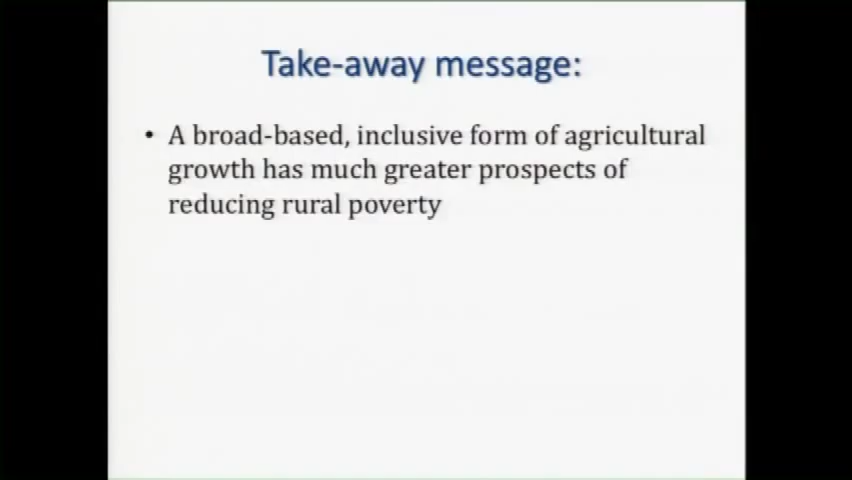 Take-away message:
• A broad-based, inclusive form of agricultural
growth has much greater prospects of
reducing rural poverty